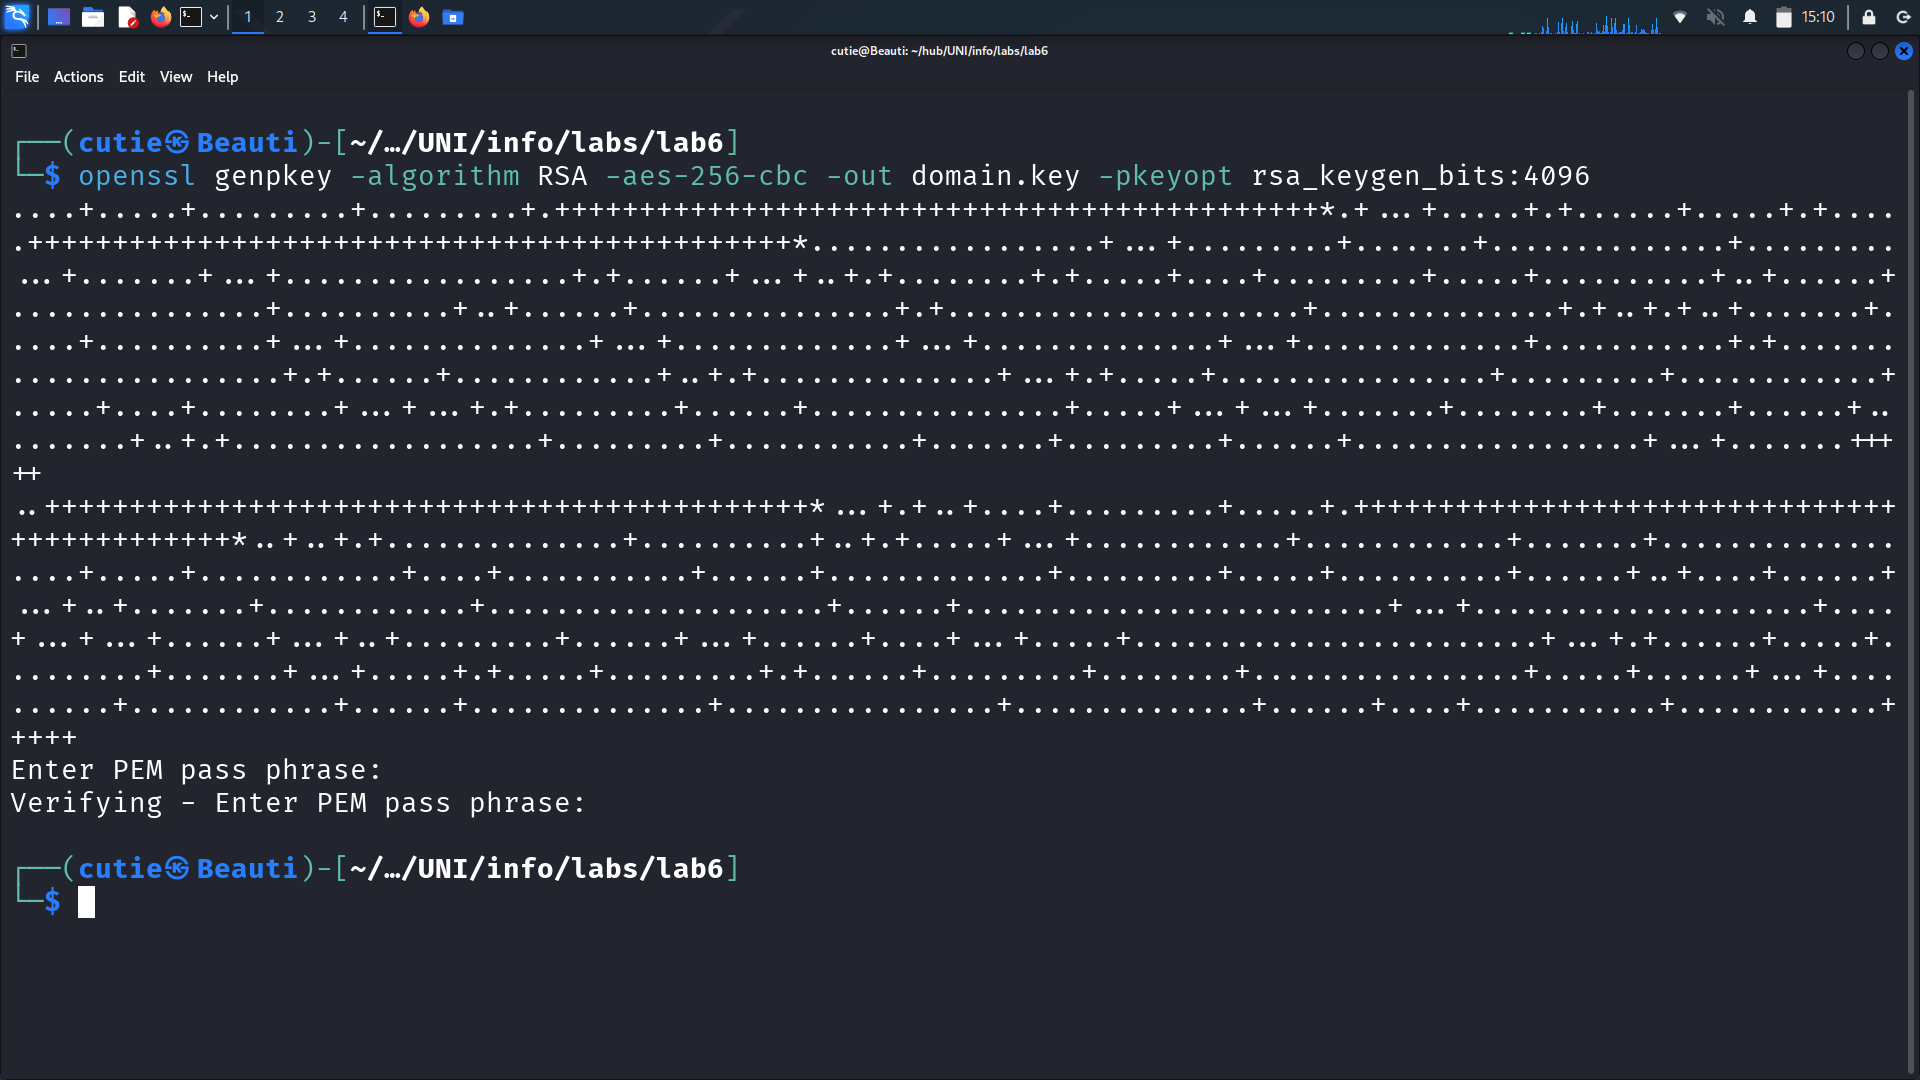 1 2 3 4 15:10
cutie@Beauti: ~/hub/UNI/info/labs/lab6
File Actions Edit View Help
┌──(cutie㉿Beauti)-[~/…/UNI/info/labs/lab6]
└─$ openssl genpkey -algorithm RSA -aes-256-cbc -out domain.key -pkeyopt rsa_keygen_bits:4096
Enter PEM pass phrase:
Verifying - Enter PEM pass phrase:
┌──(cutie㉿Beauti)-[~/…/UNI/info/labs/lab6]
└─$